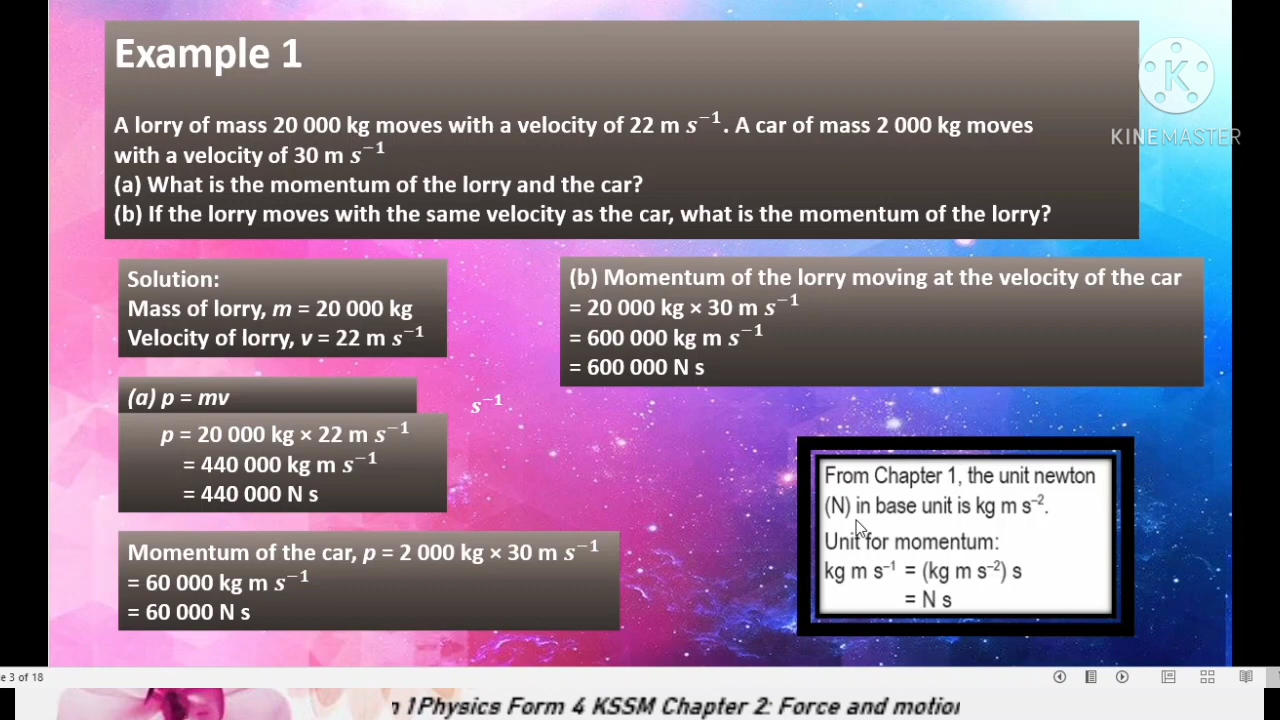 Example 1
A lorry of mass 20 000 kg moves with a velocity of 22 m s⁻¹. A car of mass 2 000 kg moves
with a velocity of 30 m s⁻¹
(a) What is the momentum of the lorry and the car?
(b) If the lorry moves with the same velocity as the car, what is the momentum of the lorry?
K
KINEMASTER
Solution:
Mass of lorry, m = 20 000 kg
Velocity of lorry, v = 22 m s⁻¹
(a) p = mv
s⁻¹
p = 20 000 kg × 22 m s⁻¹
= 440 000 kg m s⁻¹
= 440 000 N s
Momentum of the car, p = 2 000 kg × 30 m s⁻¹
= 60 000 kg m s⁻¹
= 60 000 N s
(b) Momentum of the lorry moving at the velocity of the car
= 20 000 kg × 30 m s⁻¹
= 600 000 kg m s⁻¹
= 600 000 N s
From Chapter 1, the unit newton
(N) in base unit is kg m s⁻².
Unit for momentum:
kg m s⁻¹ = (kg m s⁻²) s
= N s
e 3 of 18
n 1Physics Form 4 KSSM Chapter 2: Force and motion